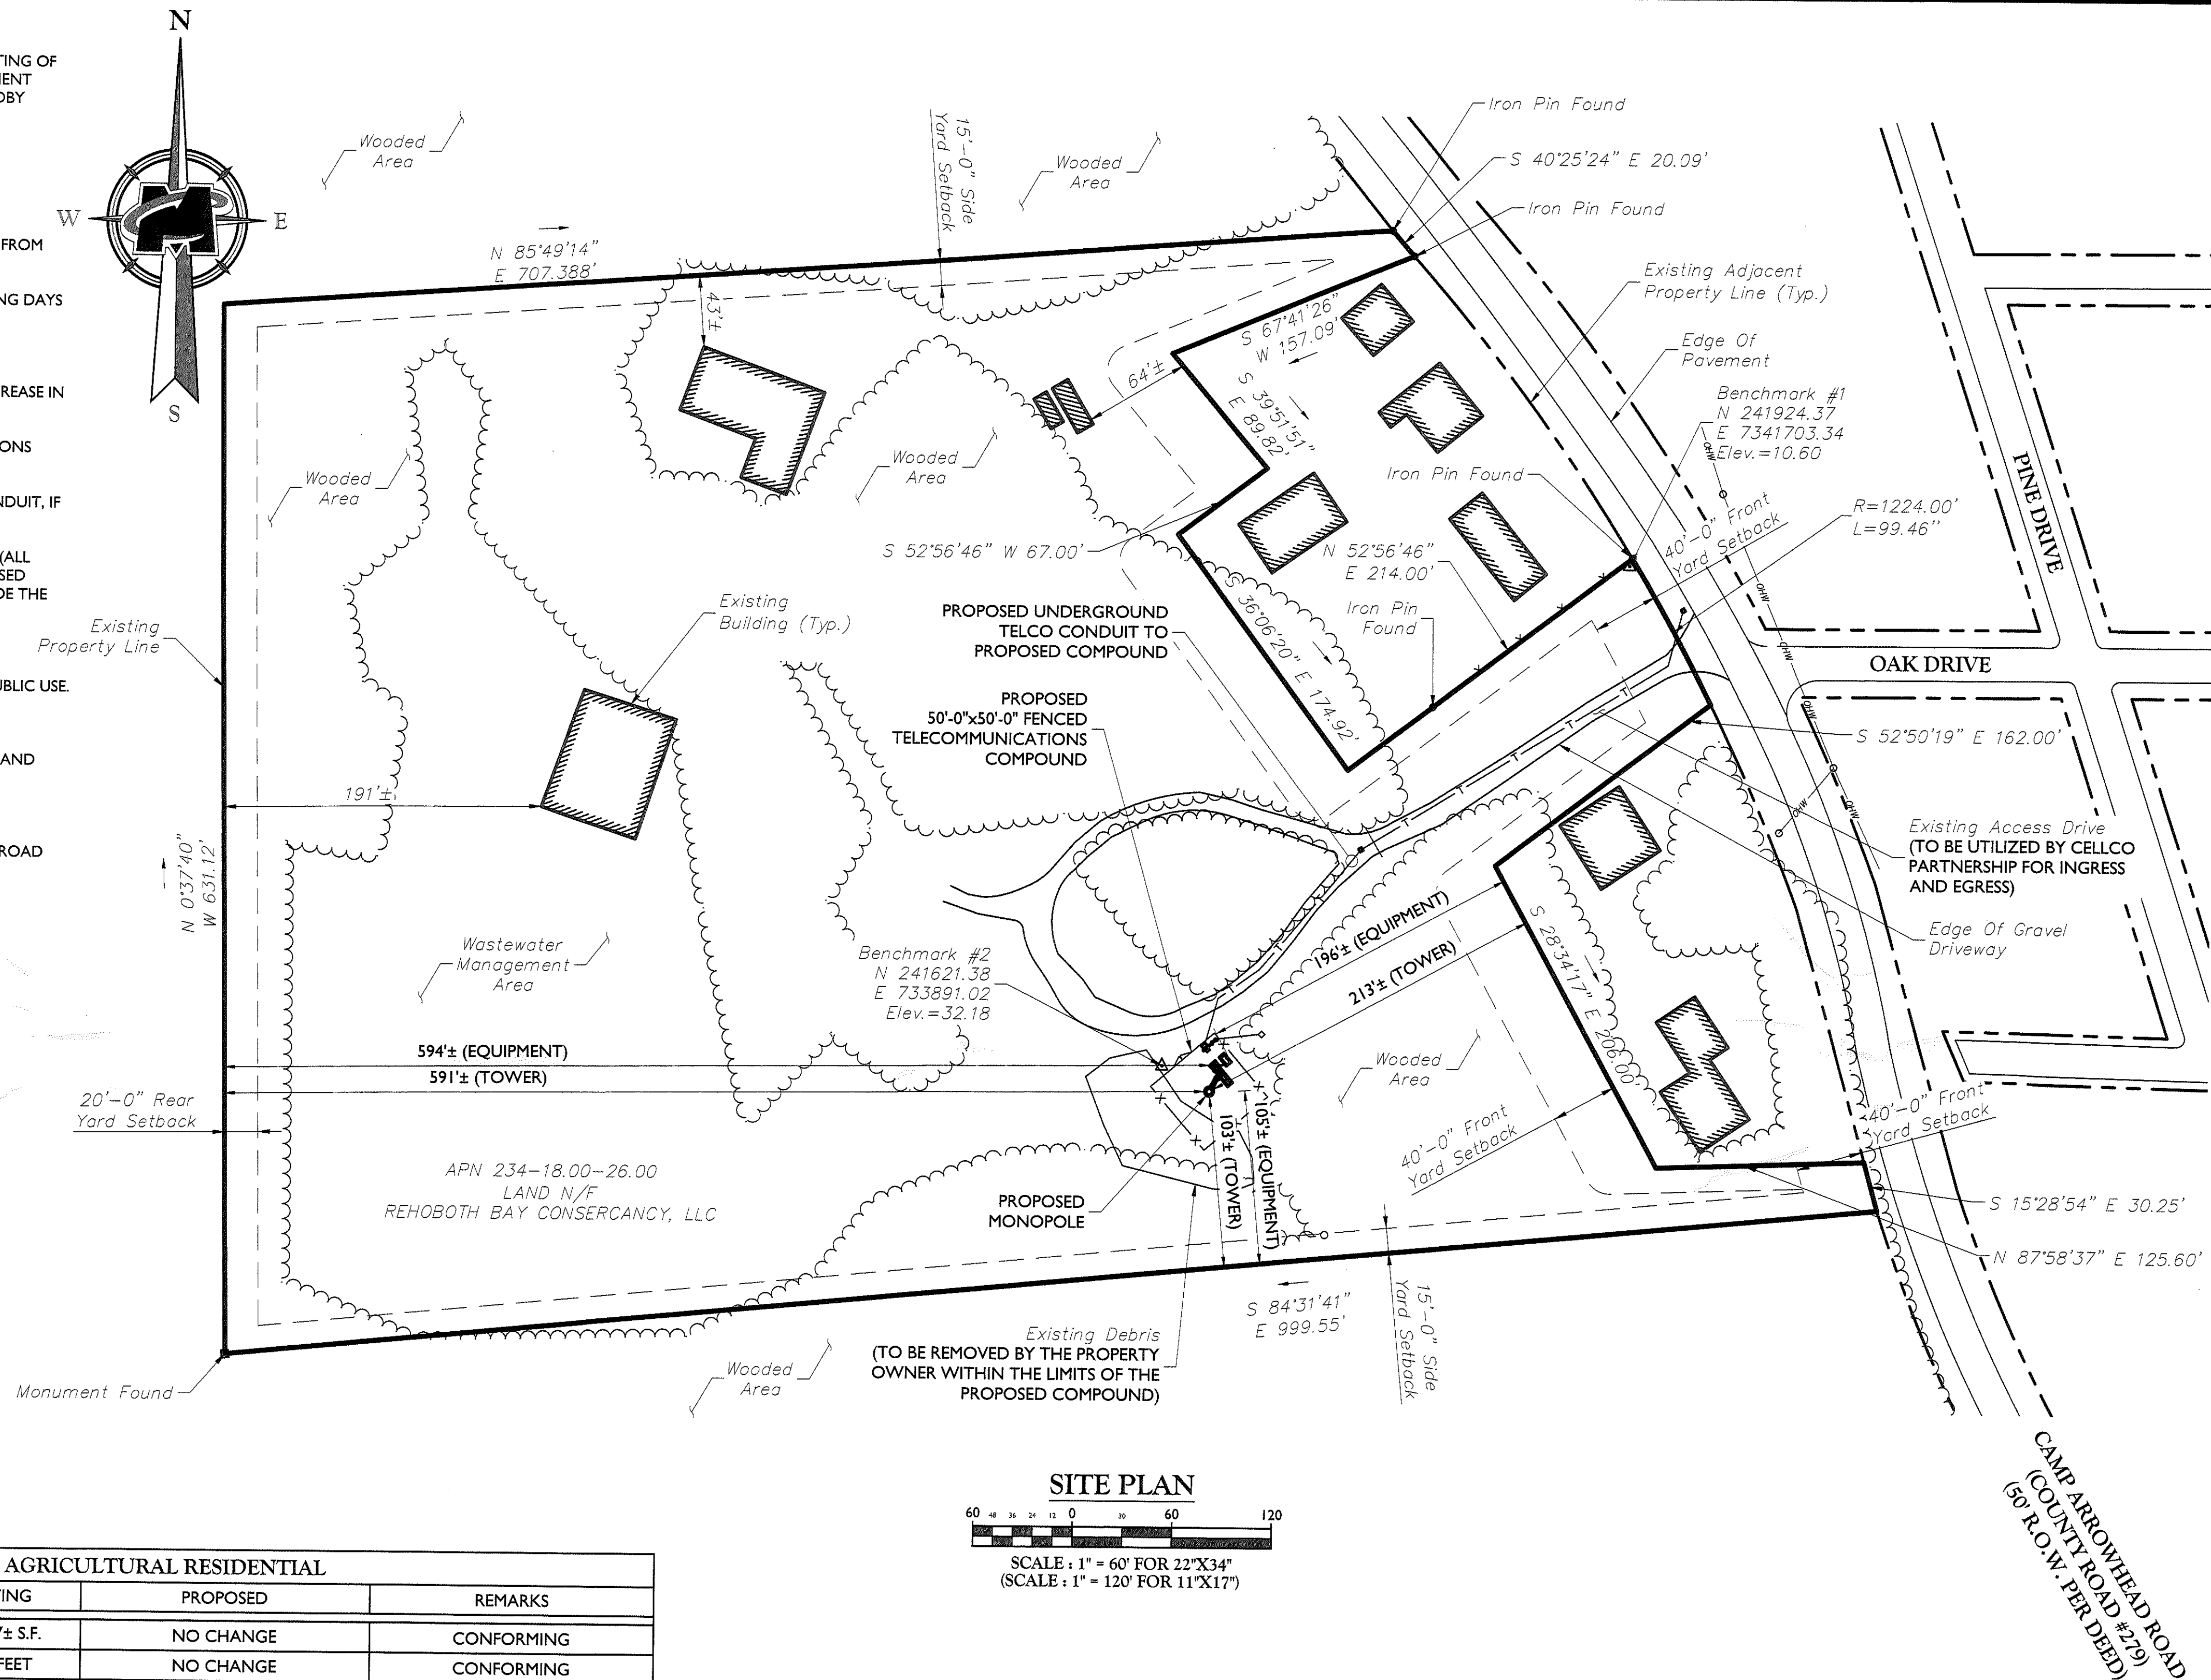 N
W
E
S
TING OF
IENT
DBY
FROM
NG DAYS
REASE IN
ONS
NDUIT, IF
(ALL
SED
DE THE
UBLIC USE.
AND
ROAD
Wooded
Area
N 85°49'14"
E 707.388'
15'-0" Side
Yard Setback
Wooded
Area
Iron Pin Found
S 40°25'24" E 20.09'
Iron Pin Found
Existing Adjacent
Property Line (Typ.)
Edge Of
Pavement
Benchmark #1
N 241924.37
E 7341703.34
Elev.=10.60
OHW
Iron Pin Found
R=1224.00'
L=99.46"
40'-0" Front
Yard Setback
PINE DRIVE
OAK DRIVE
43'±
64'±
S 67°41'26"
W 157.09'
S 39°51'51"
E 89.82'
Wooded
Area
Wooded
Area
S 52°56'46" W 67.00'
N 52°56'46"
E 214.00'
Iron Pin
Found
S 36°06'20" E 174.92'
Existing
Property Line
Existing
Building (Typ.)
PROPOSED UNDERGROUND
TELCO CONDUIT TO
PROPOSED COMPOUND
PROPOSED
50'-0"x50'-0" FENCED
TELECOMMUNICATIONS
COMPOUND
OHW
OHW
OHW
OHW
T
T
T
T
T
S 52°50'19" E 162.00'
Existing Access Drive
(TO BE UTILIZED BY CELLCO
PARTNERSHIP FOR INGRESS
AND EGRESS)
Edge Of Gravel
Driveway
191'±
N 0°37'40"
W 631.12'
Wastewater
Management
Area
Benchmark #2
N 241621.38
E 733891.02
Elev.=32.18
196'± (EQUIPMENT)
213'± (TOWER)
S 28°34'17" E 206.00'
594'± (EQUIPMENT)
591'± (TOWER)
20'-0" Rear
Yard Setback
Wooded
Area
103'± (TOWER)
105'± (EQUIPMENT)
40'-0" Front
Yard Setback
40'-0" Front
Yard Setback
APN 234-18.00-26.00
LAND N/F
REHOBOTH BAY CONSERCANCY, LLC
PROPOSED
MONOPOLE
S 15°28'54" E 30.25'
N 87°58'37" E 125.60'
S 84°31'41"
E 999.55'
15'-0" Side
Yard Setback
Existing Debris
(TO BE REMOVED BY THE PROPERTY
OWNER WITHIN THE LIMITS OF THE
PROPOSED COMPOUND)
Monument Found
Wooded
Area
CAMP ARROWHEAD ROAD
(COUNTY ROAD #279)
(50' R.O.W. PER DEED)
SITE PLAN
60 48 36 24 12 0 30 60 120
SCALE : 1" = 60' FOR 22"X34"
(SCALE : 1" = 120' FOR 11"X17")
AGRICULTURAL RESIDENTIAL
TING PROPOSED REMARKS
± S.F. NO CHANGE CONFORMING
FEET NO CHANGE CONFORMING